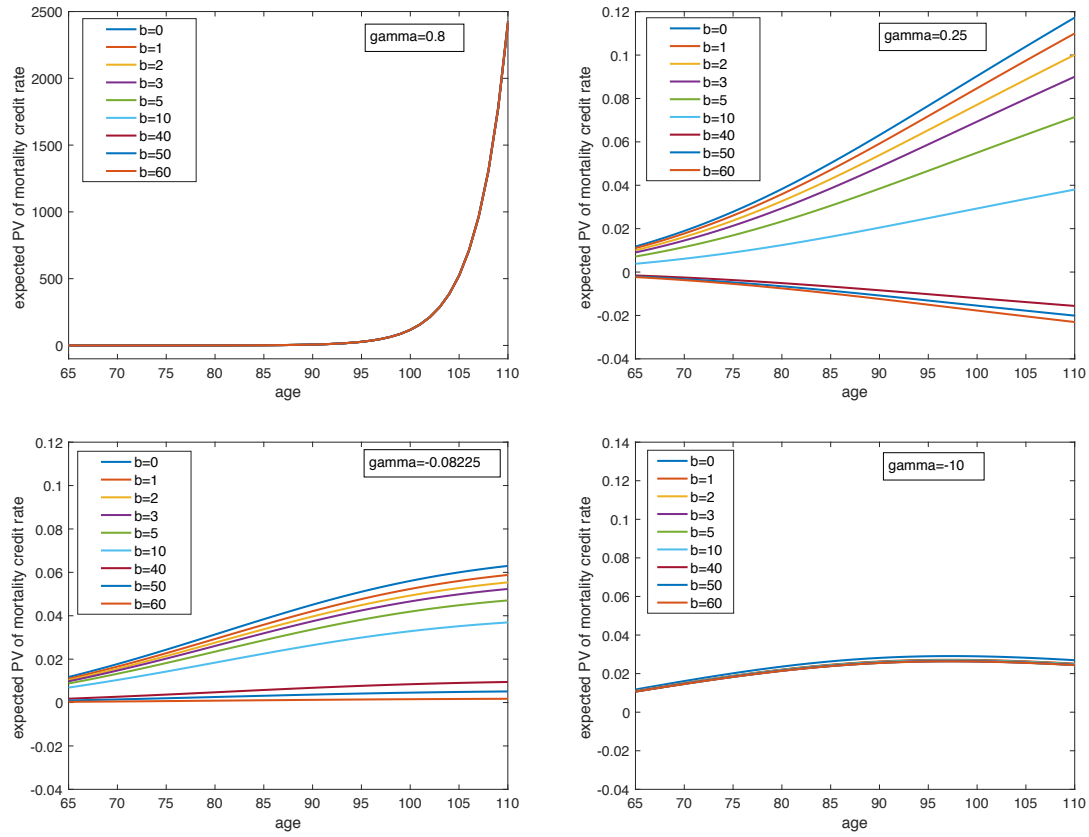 2500
2000
1500
1000
500
0
expected PV of mortality credit rate
b=0
b=1
b=2
b=3
b=5
b=10
b=40
b=50
b=60
gamma=0.8
65 70 75 80 85 90 95 100 105 110
age
0.12
0.1
0.08
0.06
0.04
0.02
0
-0.02
-0.04
expected PV of mortality credit rate
b=0
b=1
b=2
b=3
b=5
b=10
b=40
b=50
b=60
gamma=0.25
65 70 75 80 85 90 95 100 105 110
age
0.12
0.1
0.08
0.06
0.04
0.02
0
-0.02
-0.04
expected PV of mortality credit rate
b=0
b=1
b=2
b=3
b=5
b=10
b=40
b=50
b=60
gamma=-0.08225
65 70 75 80 85 90 95 100 105 110
age
0.14
0.12
0.1
0.08
0.06
0.04
0.02
0
-0.02
-0.04
expected PV of mortality credit rate
b=0
b=1
b=2
b=3
b=5
b=10
b=40
b=50
b=60
gamma=-10
65 70 75 80 85 90 95 100 105 110
age